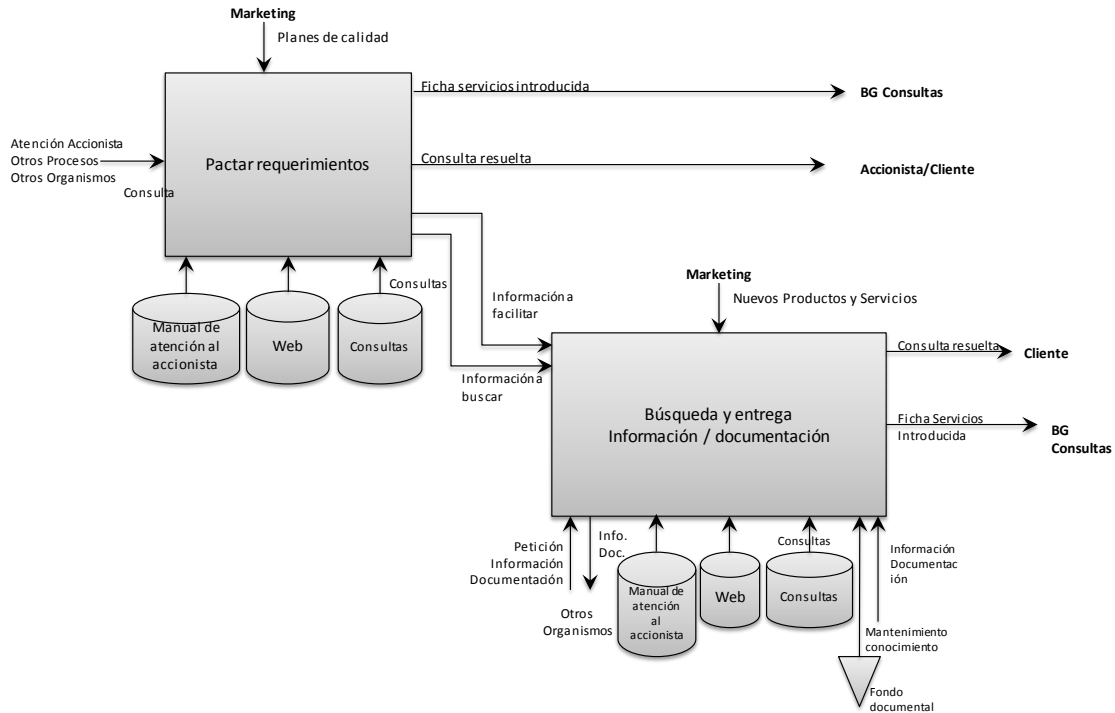 Marketing
Planes de calidad
Ficha servicios introducida
BG Consultas
Atención Accionista
Otros Procesos
Otros Organismos
Consulta
Pactar requerimientos
Consulta resuelta
Accionista/Cliente
Consultas
Manual de
atención al
accionista
Web
Consultas
Información a
facilitar
Información a
buscar
Marketing
Nuevos Productos y Servicios
Búsqueda y entrega
Información / documentación
Consulta resuelta
Cliente
Ficha Servicios
Introducida
BG
Consultas
Petición
Información
Documentación
Info.
Doc.
Otros
Organismos
Manual de
atención
al
accionista
Web
Consultas
Consultas
Información
Documentac
ión
Mantenimiento
conocimiento
Fondo
documental